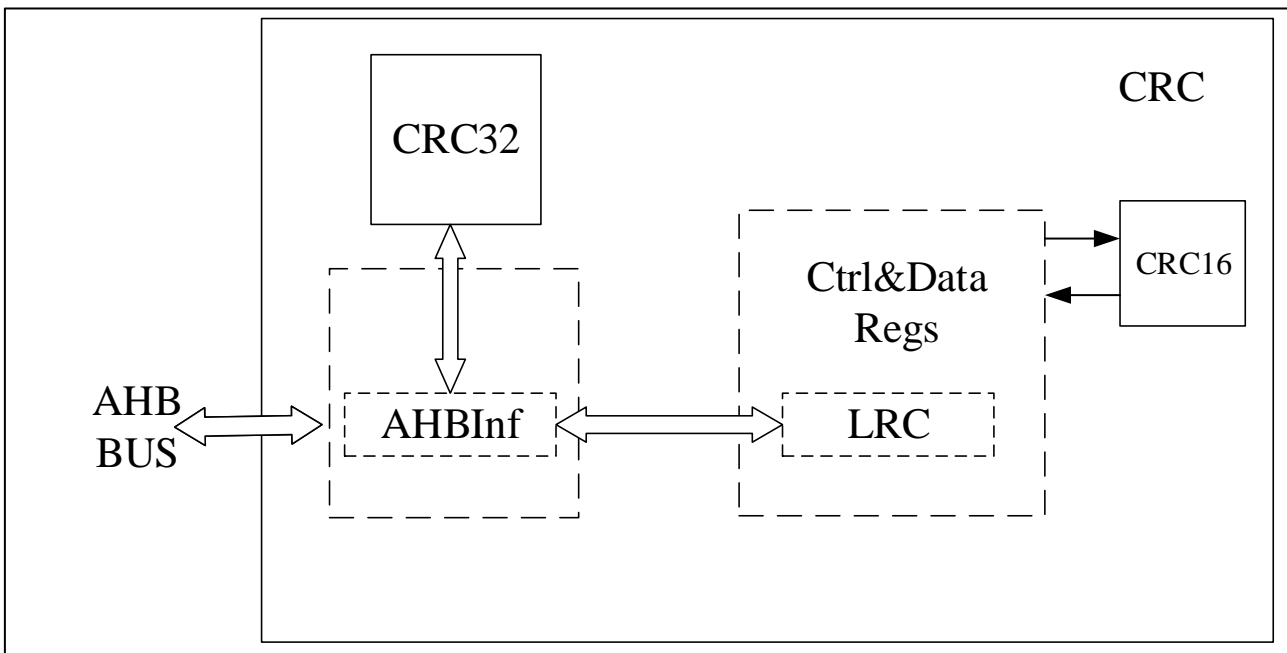 CRC
CRC32
CRC16
Ctrl&Data
Regs
AHB
BUS
AHBInf
LRC